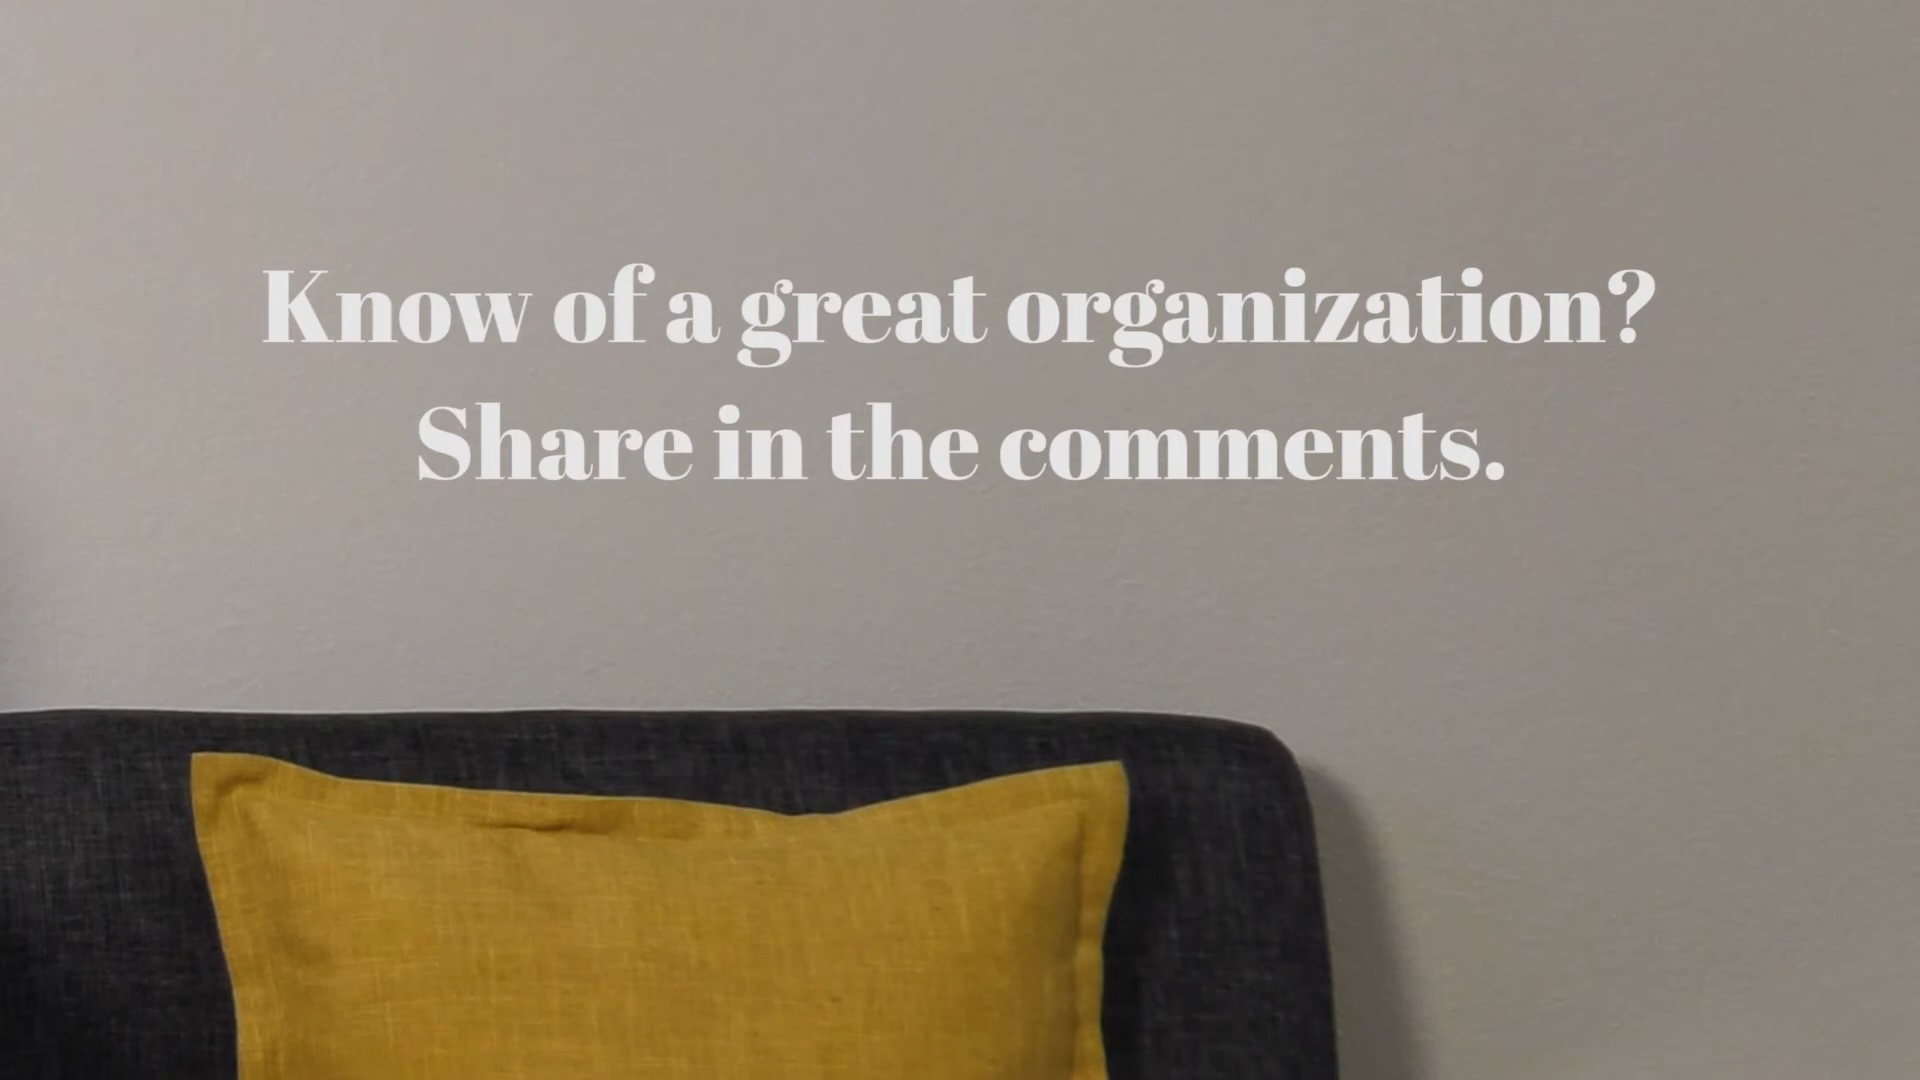 Know of a great organization?
Share in the comments.